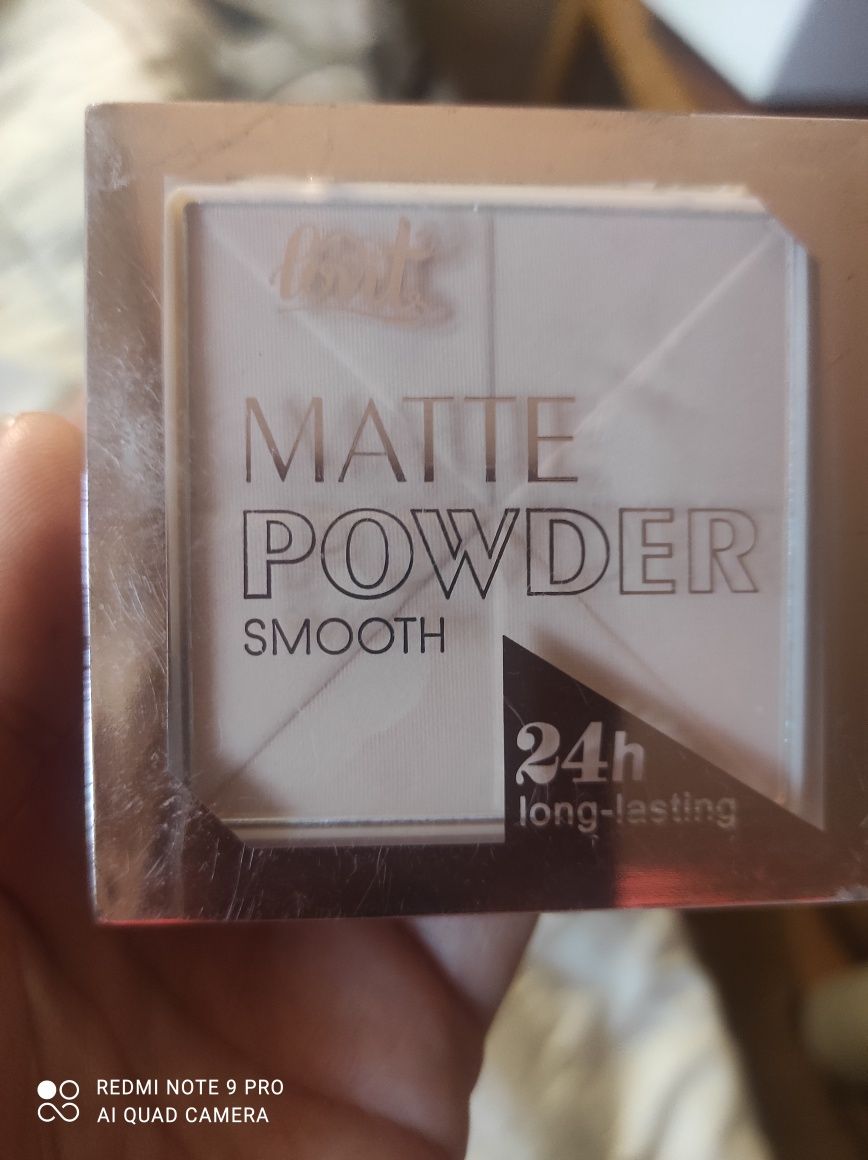 MATTE
POWDER
SMOOTH
24h
long-lasting
REDMI NOTE 9 PRO
AI QUAD CAMERA